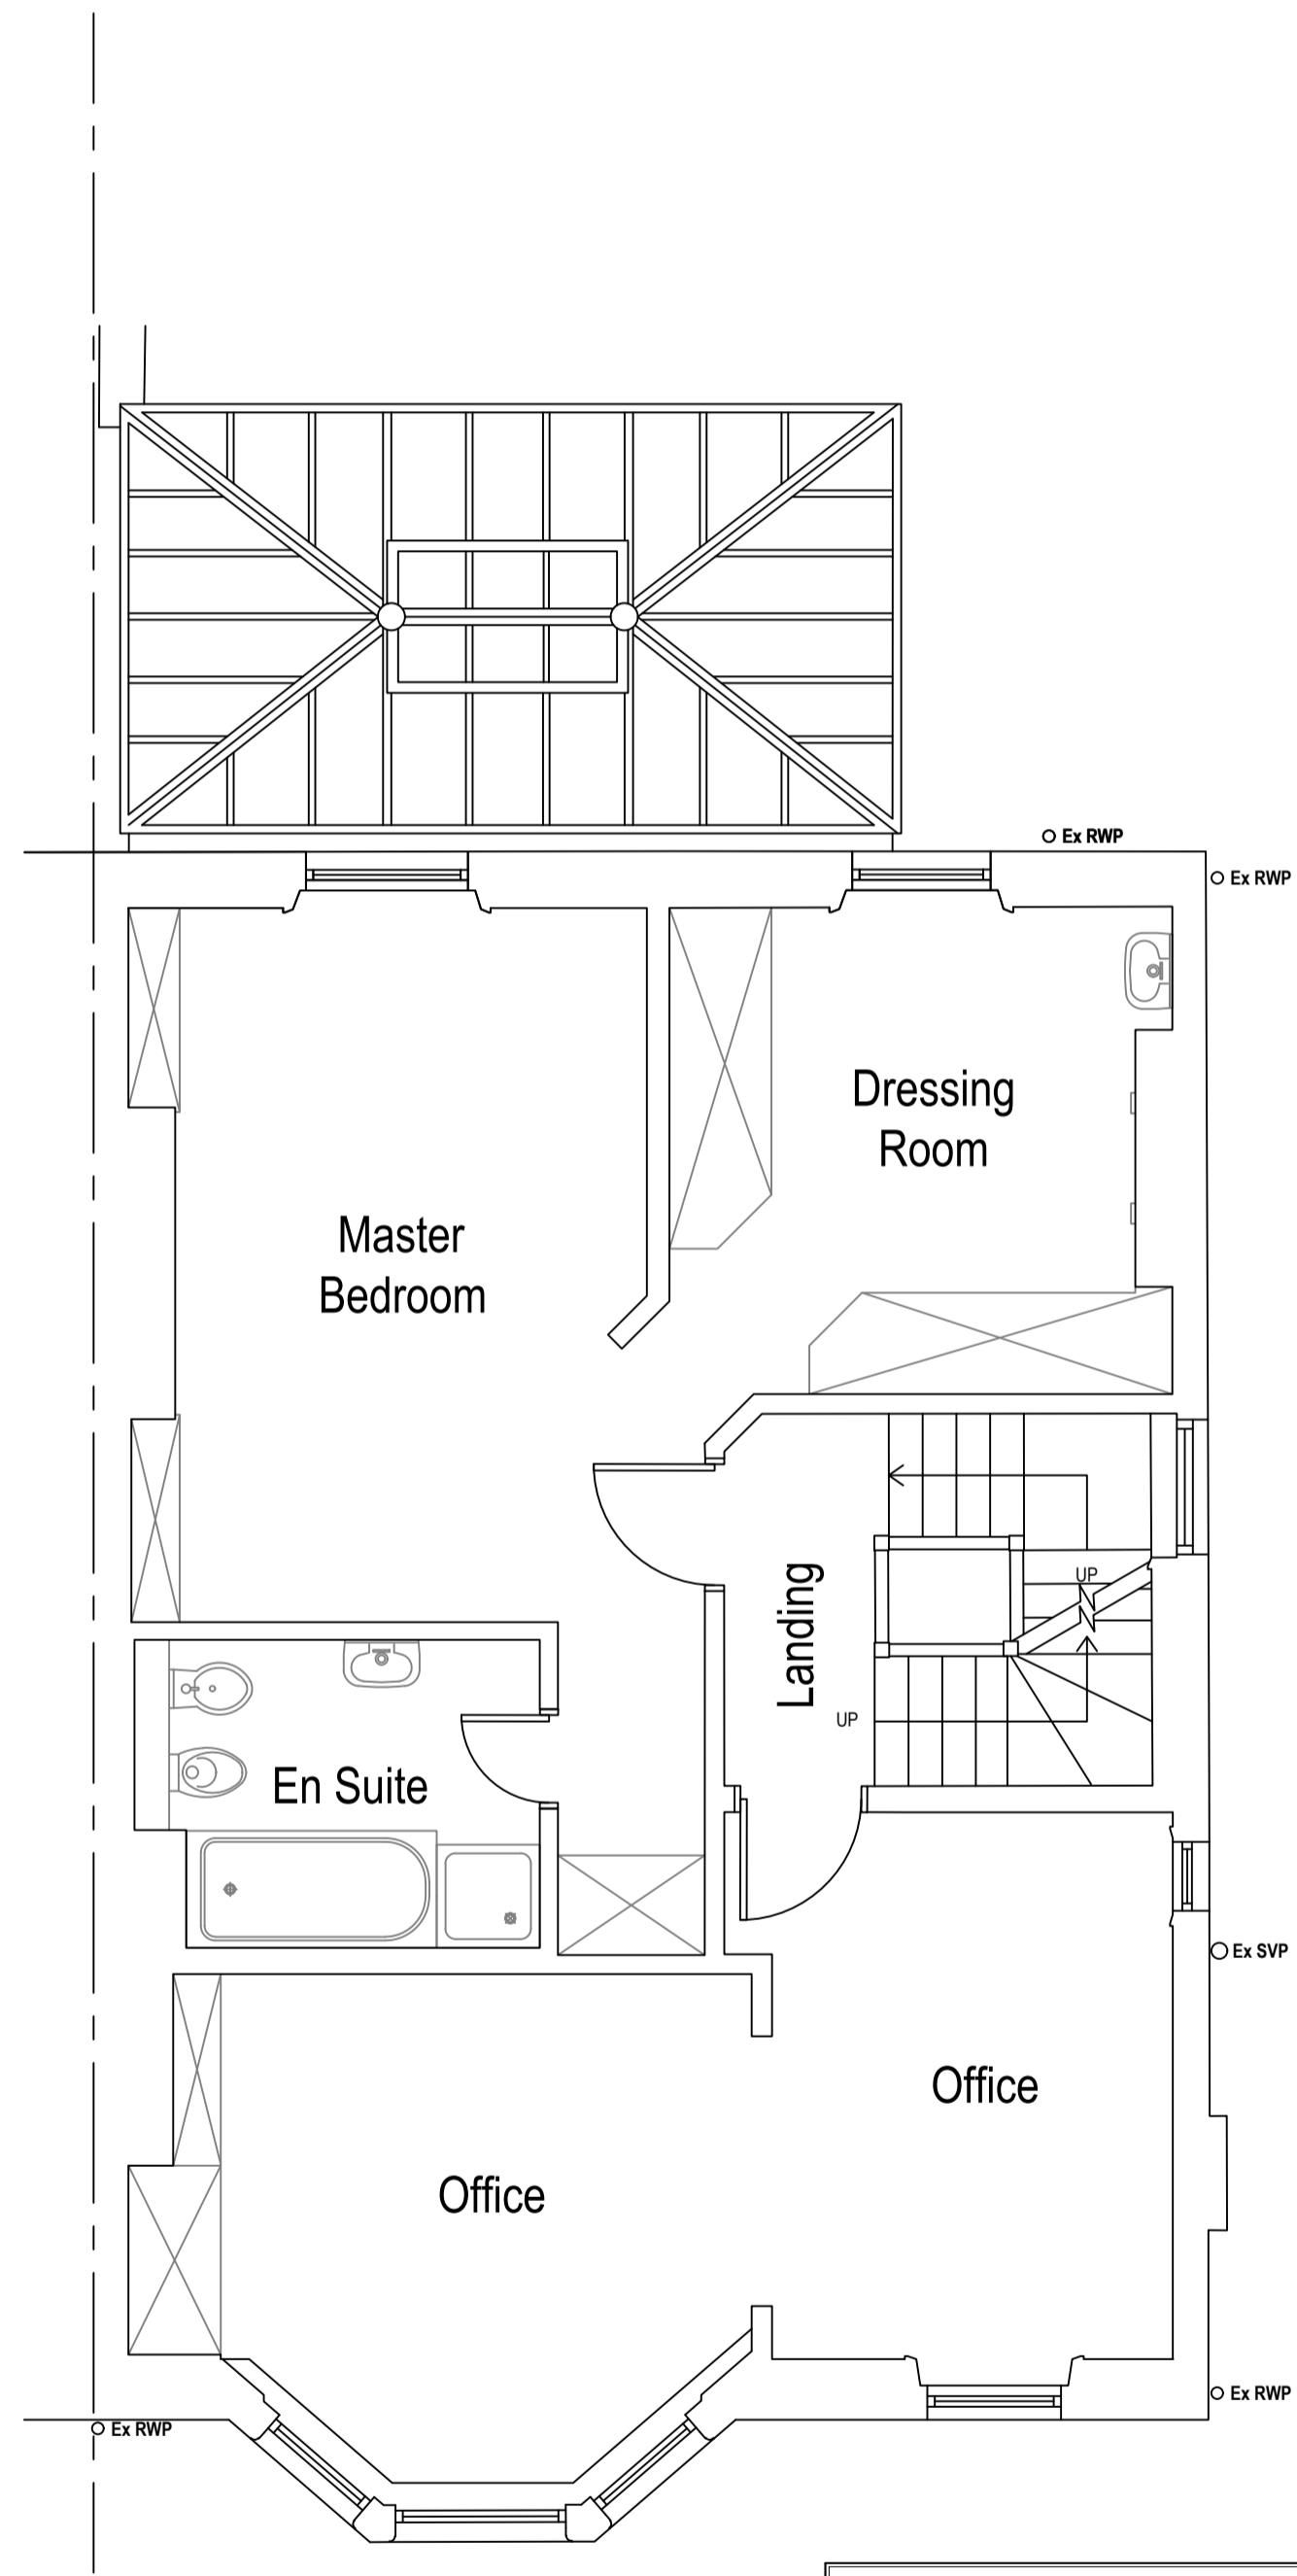 Ex RWP
Ex RWP
Dressing
Room
Master
Bedroom
UP
Landing
UP
En Suite
Ex SVP
Office
Office
Ex RWP
Ex RWP